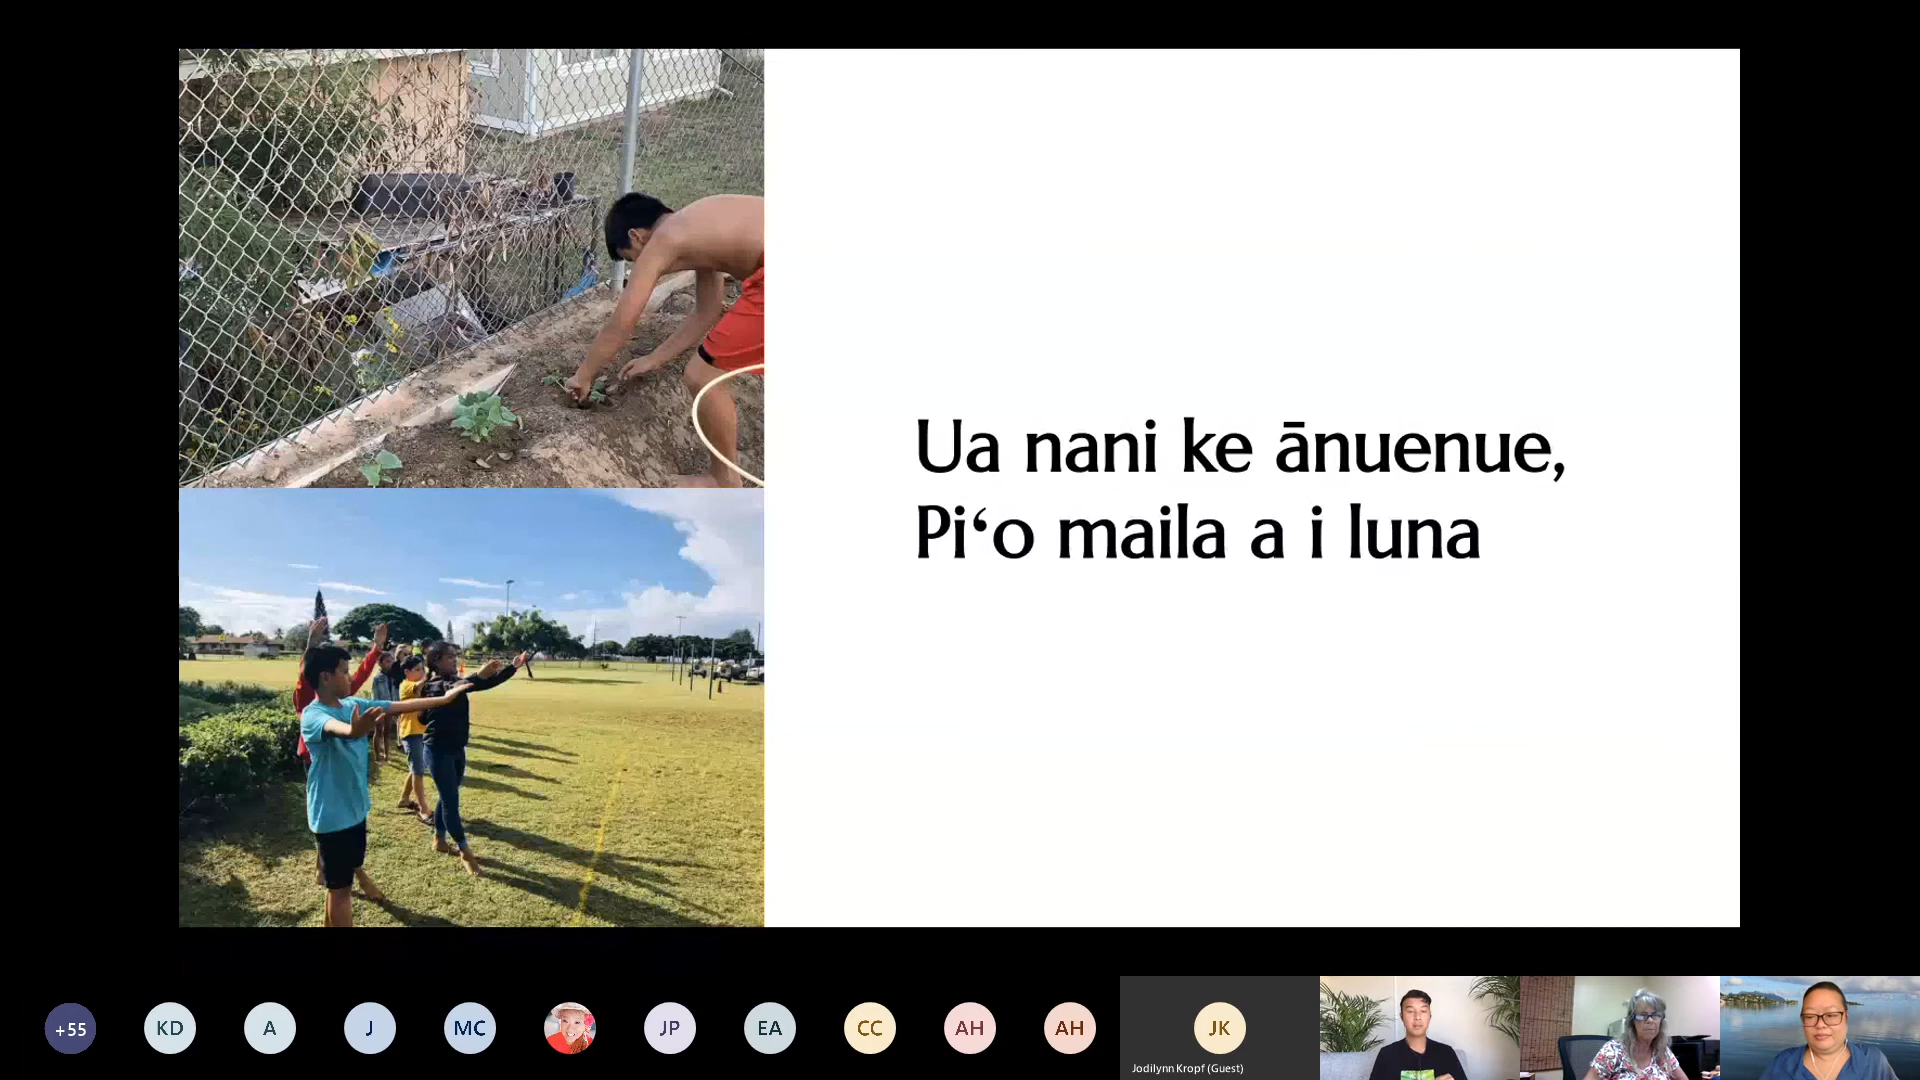 Ua nani ke ānuenue,
Piʻo maila a i luna
+55
KD
A
J
MC
JP
EA
CC
AH
AH
JK
Jodilynn Kropf (Guest)